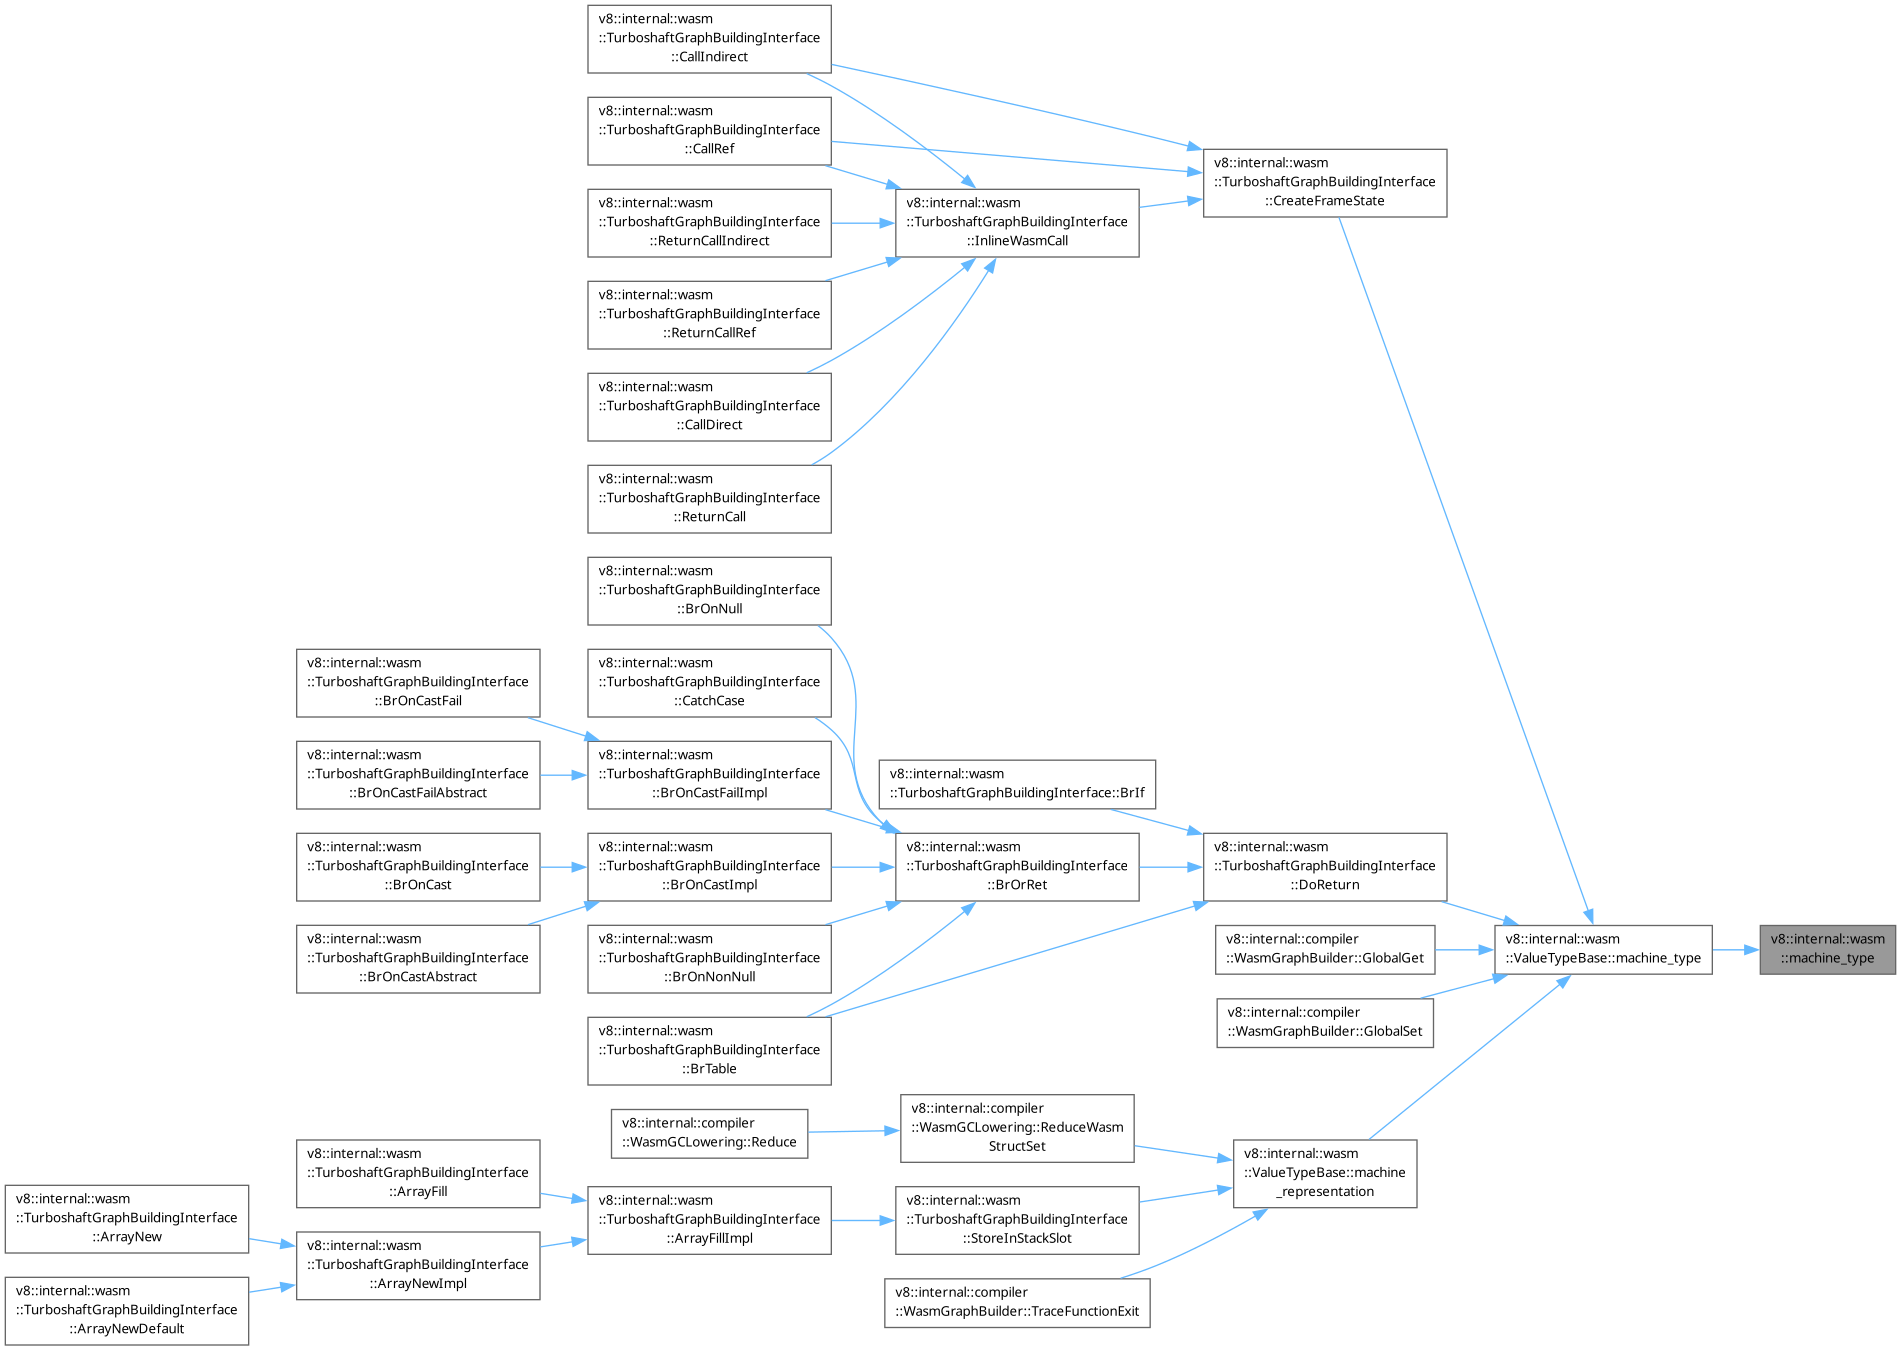 v8::internal::wasm
::TurboshaftGraphBuildingInterface
::CallIndirect
v8::internal::wasm
::TurboshaftGraphBuildingInterface
::CallRef
v8::internal::wasm
::TurboshaftGraphBuildingInterface
::CreateFrameState
v8::internal::wasm
::TurboshaftGraphBuildingInterface
::ReturnCallIndirect
v8::internal::wasm
::TurboshaftGraphBuildingInterface
::InlineWasmCall
v8::internal::wasm
::TurboshaftGraphBuildingInterface
::ReturnCallRef
v8::internal::wasm
::TurboshaftGraphBuildingInterface
::CallDirect
v8::internal::wasm
::TurboshaftGraphBuildingInterface
::ReturnCall
v8::internal::wasm
::TurboshaftGraphBuildingInterface
::BrOnNull
v8::internal::wasm
::TurboshaftGraphBuildingInterface
::BrOnCastFail
v8::internal::wasm
::TurboshaftGraphBuildingInterface
::CatchCase
v8::internal::wasm
::TurboshaftGraphBuildingInterface
::BrOnCastFailAbstract
v8::internal::wasm
::TurboshaftGraphBuildingInterface
::BrOnCastFailImpl
v8::internal::wasm
::TurboshaftGraphBuildingInterface::BrIf
v8::internal::wasm
::TurboshaftGraphBuildingInterface
::BrOnCast
v8::internal::wasm
::TurboshaftGraphBuildingInterface
::BrOnCastImpl
v8::internal::wasm
::TurboshaftGraphBuildingInterface
::BrOrRet
v8::internal::wasm
::TurboshaftGraphBuildingInterface
::DoReturn
v8::internal::wasm
::TurboshaftGraphBuildingInterface
::BrOnCastAbstract
v8::internal::wasm
::TurboshaftGraphBuildingInterface
::BrOnNonNull
v8::internal::compiler
::WasmGraphBuilder::GlobalGet
v8::internal::wasm
::ValueTypeBase::machine_type
v8::internal::wasm
::machine_type
v8::internal::compiler
::WasmGraphBuilder::GlobalSet
v8::internal::wasm
::TurboshaftGraphBuildingInterface
::BrTable
v8::internal::compiler
::WasmGCLowering::Reduce
v8::internal::compiler
::WasmGCLowering::ReduceWasm
StructSet
v8::internal::wasm
::TurboshaftGraphBuildingInterface
::ArrayFill
v8::internal::wasm
::ValueTypeBase::machine
_representation
v8::internal::wasm
::TurboshaftGraphBuildingInterface
::ArrayNew
v8::internal::wasm
::TurboshaftGraphBuildingInterface
::ArrayFillImpl
v8::internal::wasm
::TurboshaftGraphBuildingInterface
::StoreInStackSlot
v8::internal::wasm
::TurboshaftGraphBuildingInterface
::ArrayNewImpl
v8::internal::wasm
::TurboshaftGraphBuildingInterface
::ArrayNewDefault
v8::internal::compiler
::WasmGraphBuilder::TraceFunctionExit